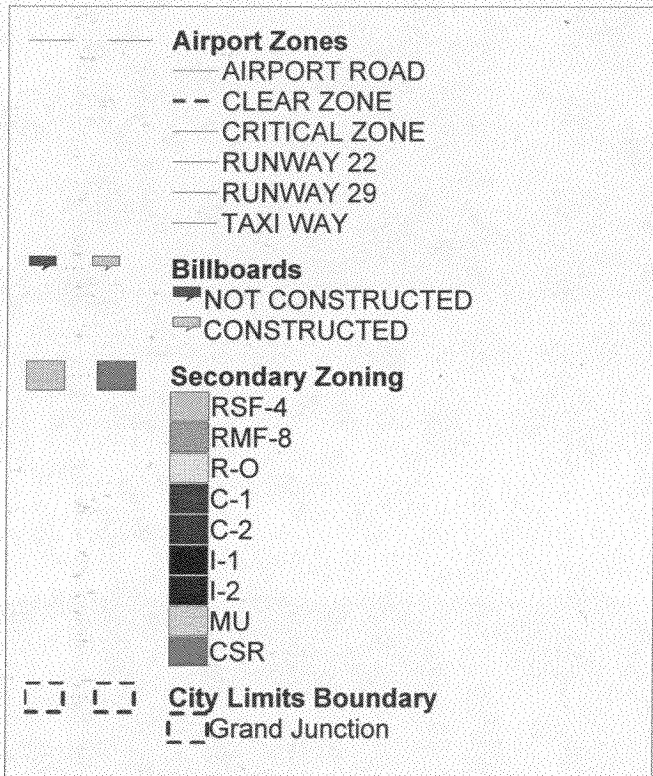 Airport Zones
AIRPORT ROAD
CLEAR ZONE
CRITICAL ZONE
RUNWAY 22
RUNWAY 29
TAXI WAY
Billboards
NOT CONSTRUCTED
CONSTRUCTED
Secondary Zoning
RSF-4
RMF-8
R-O
C-1
C-2
I-1
I-2
MU
CSR
City Limits Boundary
Grand Junction